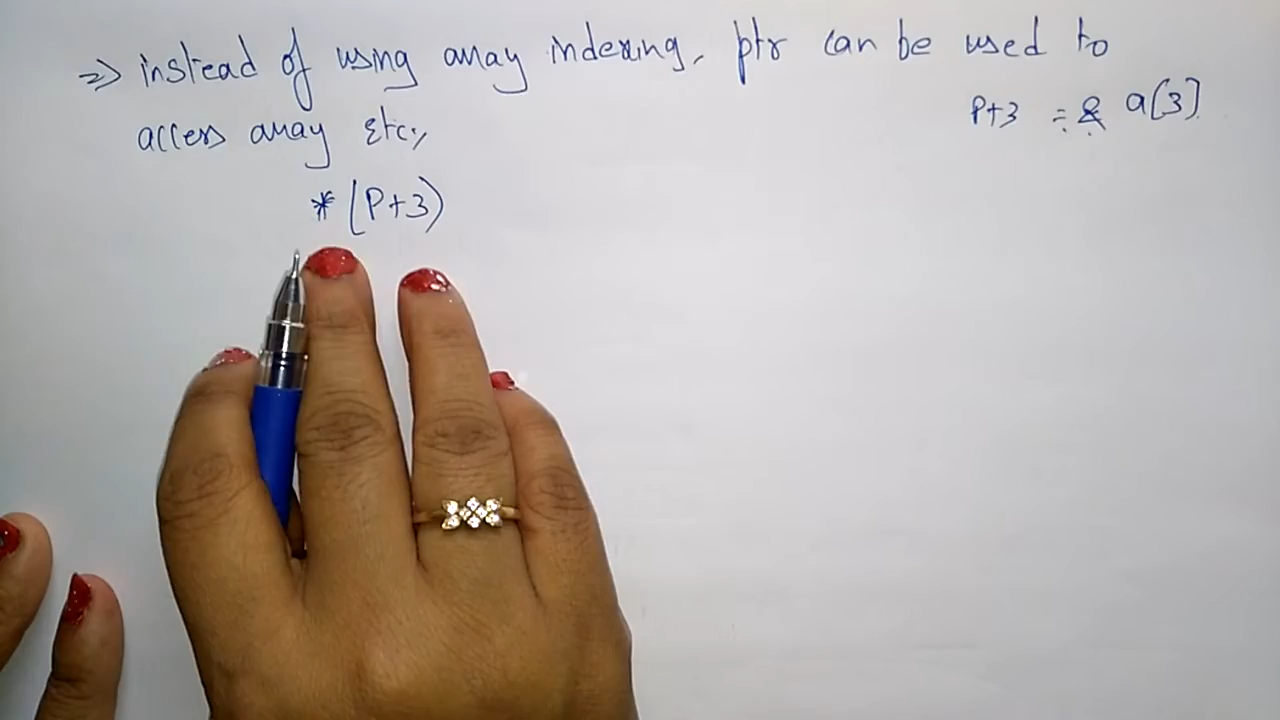 => instead of using array indexing, ptr can be used to
access array etc,
P+3 = & a[3]
*(P+3)